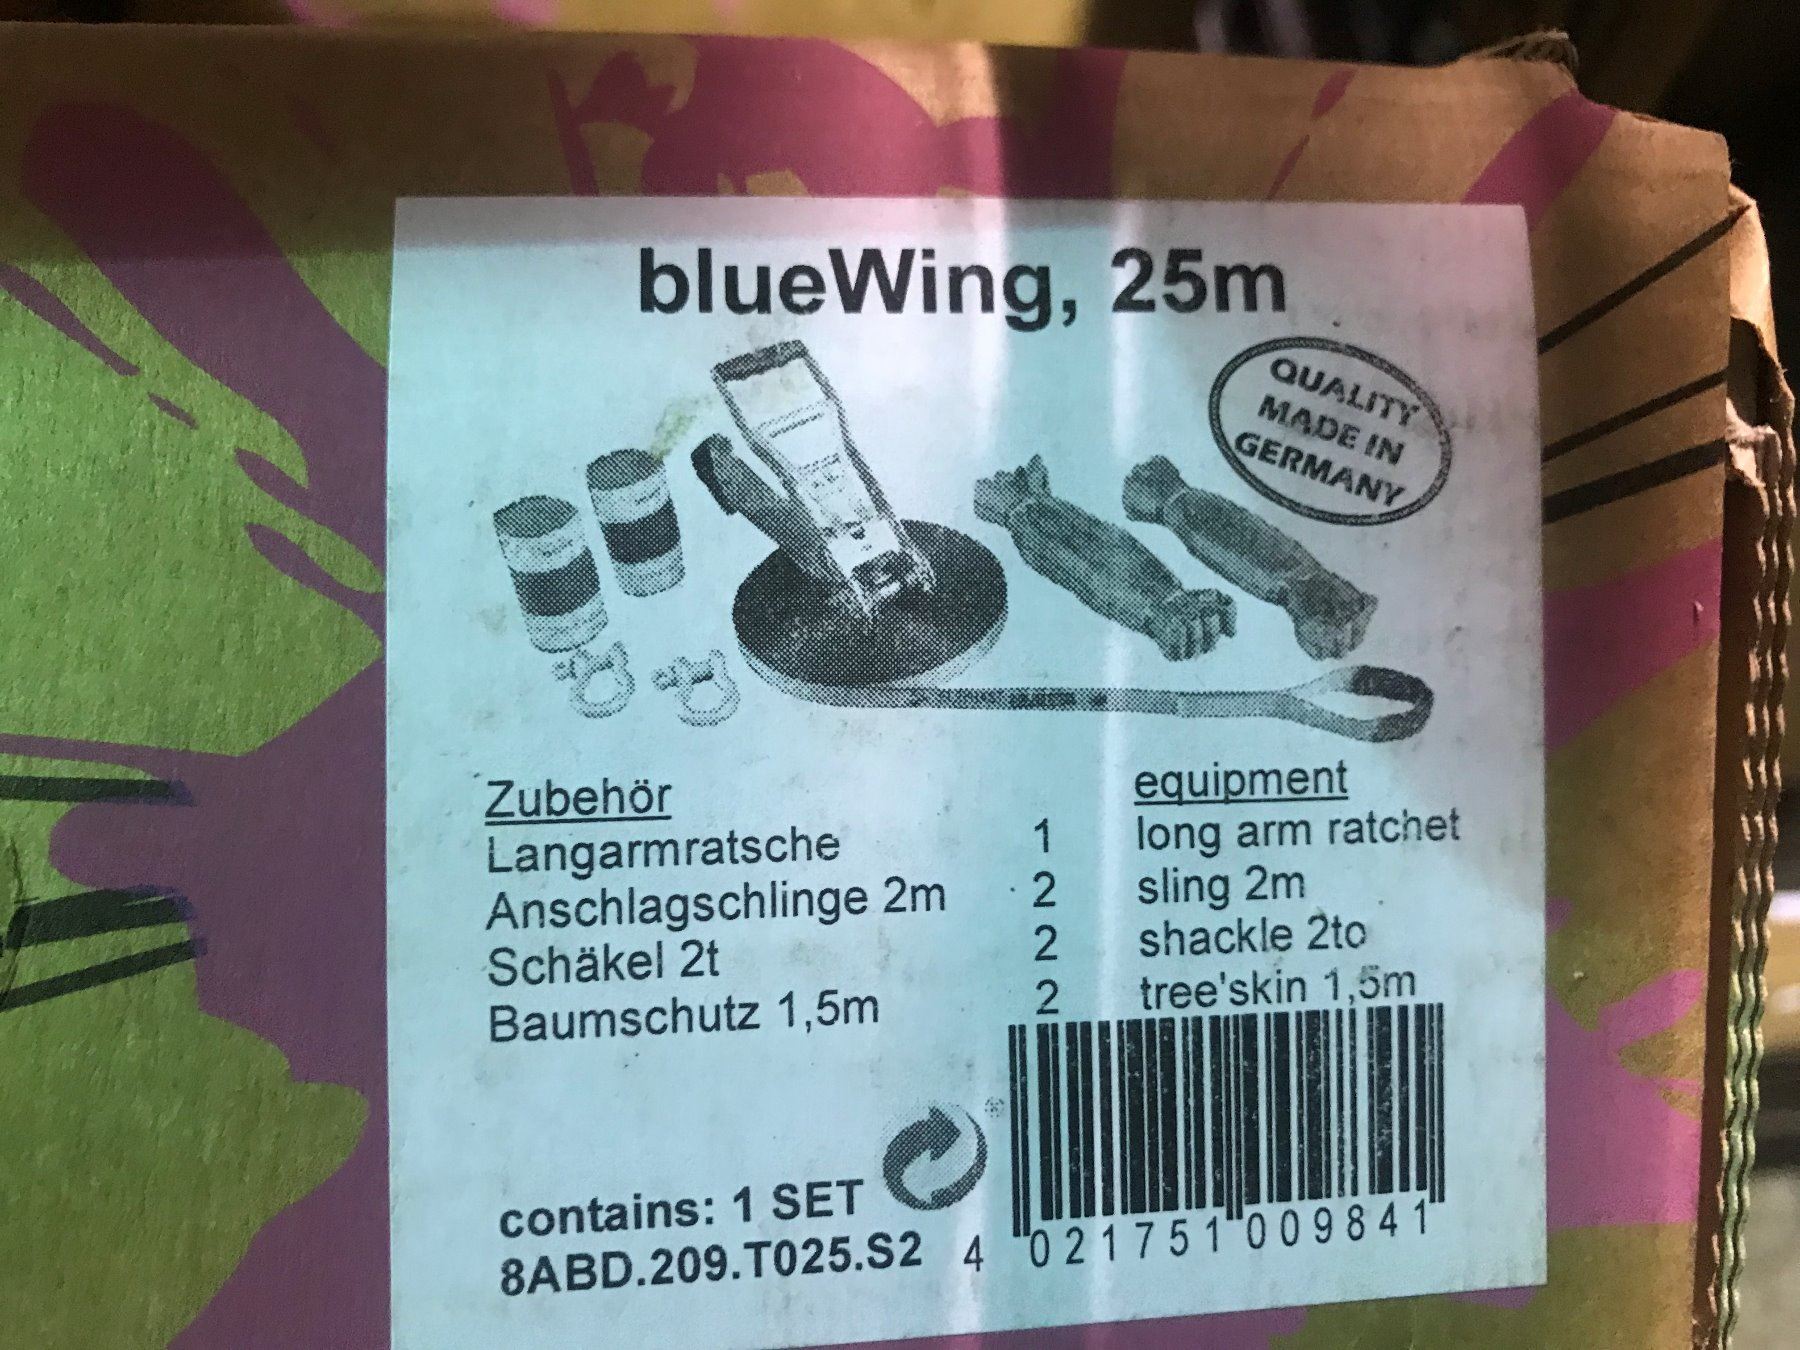 blueWing, 25m
QUALITY
MADE IN
GERMANY
Zubehör equipment
Langarmratsche 1 long arm ratchet
Anschlagschlinge 2m 2 sling 2m
Schäkel 2t 2 shackle 2to
Baumschutz 1,5m 2 tree'skin 1,5m
contains: 1 SET
8ABD.209.T025.S2
4 021751 009841